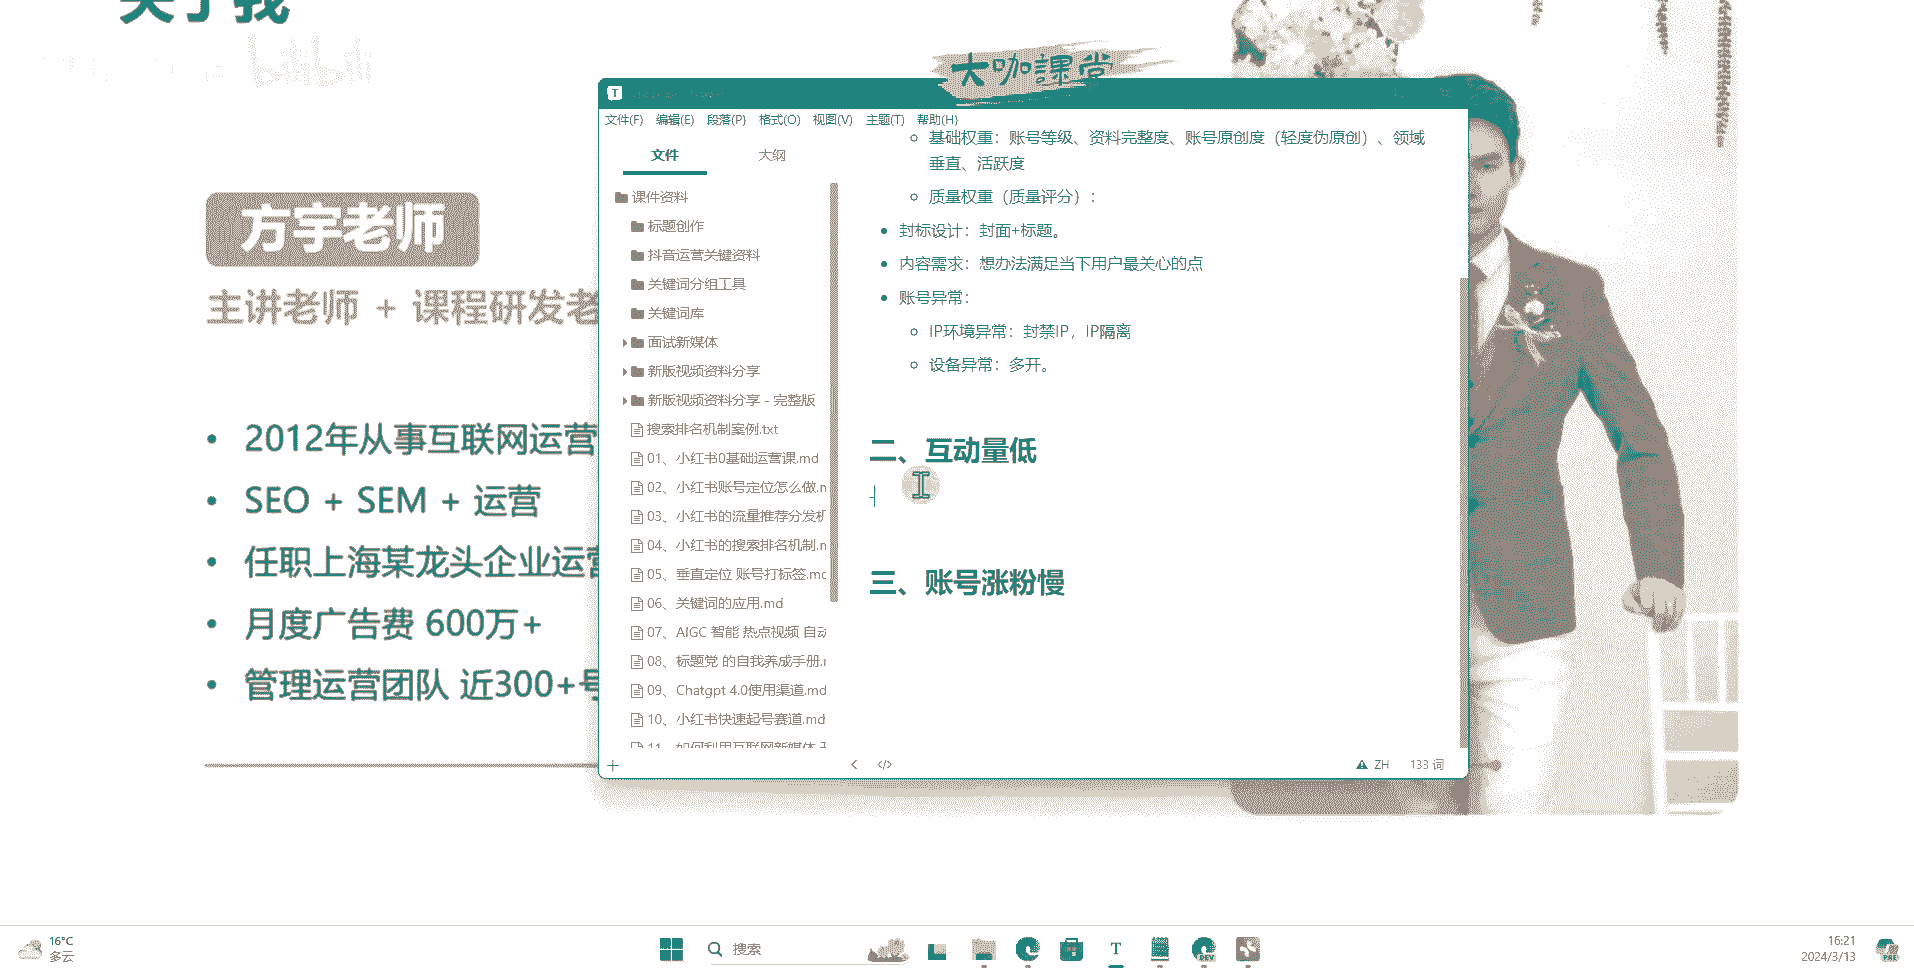 关于我
bilibili
大咖課堂
方宇老师
主讲老师 + 课程研发老
2012年从事互联网运营
SEO + SEM + 运营
任职上海某龙头企业运营
月度广告费 600万+
管理运营团队 近300+号
文件(F) 编辑(E) 段落(P) 格式(O) 视图(V) 主题(T) 帮助(H)
文件 大纲
课件资料
标题创作
抖音运营关键资料
关键词分组工具
关键词库
面试新媒体
新版视频资料分享
新版视频资料分享 - 完整版
搜索排名机制案例.txt
01、小红书0基础运营课.md
02、小红书账号定位怎么做.m
03、小红书的流量推荐分发机
04、小红书的搜索排名机制.m
05、垂直定位 账号打标签.mc
06、关键词的应用.md
07、AIGC 智能 热点视频 自动
08、标题党 的自我养成手册.r
09、Chatgpt 4.0使用渠道.md
10、小红书快速起号赛道.md
11、如何利用互联网新媒体
基础权重：账号等级、资料完整度、账号原创度（轻度伪原创）、领域
垂直、活跃度
质量权重（质量评分）：
封标设计：封面+标题。
内容需求：想办法满足当下用户最关心的点
账号异常：
IP环境异常：封禁IP，IP隔离
设备异常：多开。
二、互动量低
-
三、账号涨粉慢
ZH 133 词
16°C
多云
搜索
16:21
2024/3/13